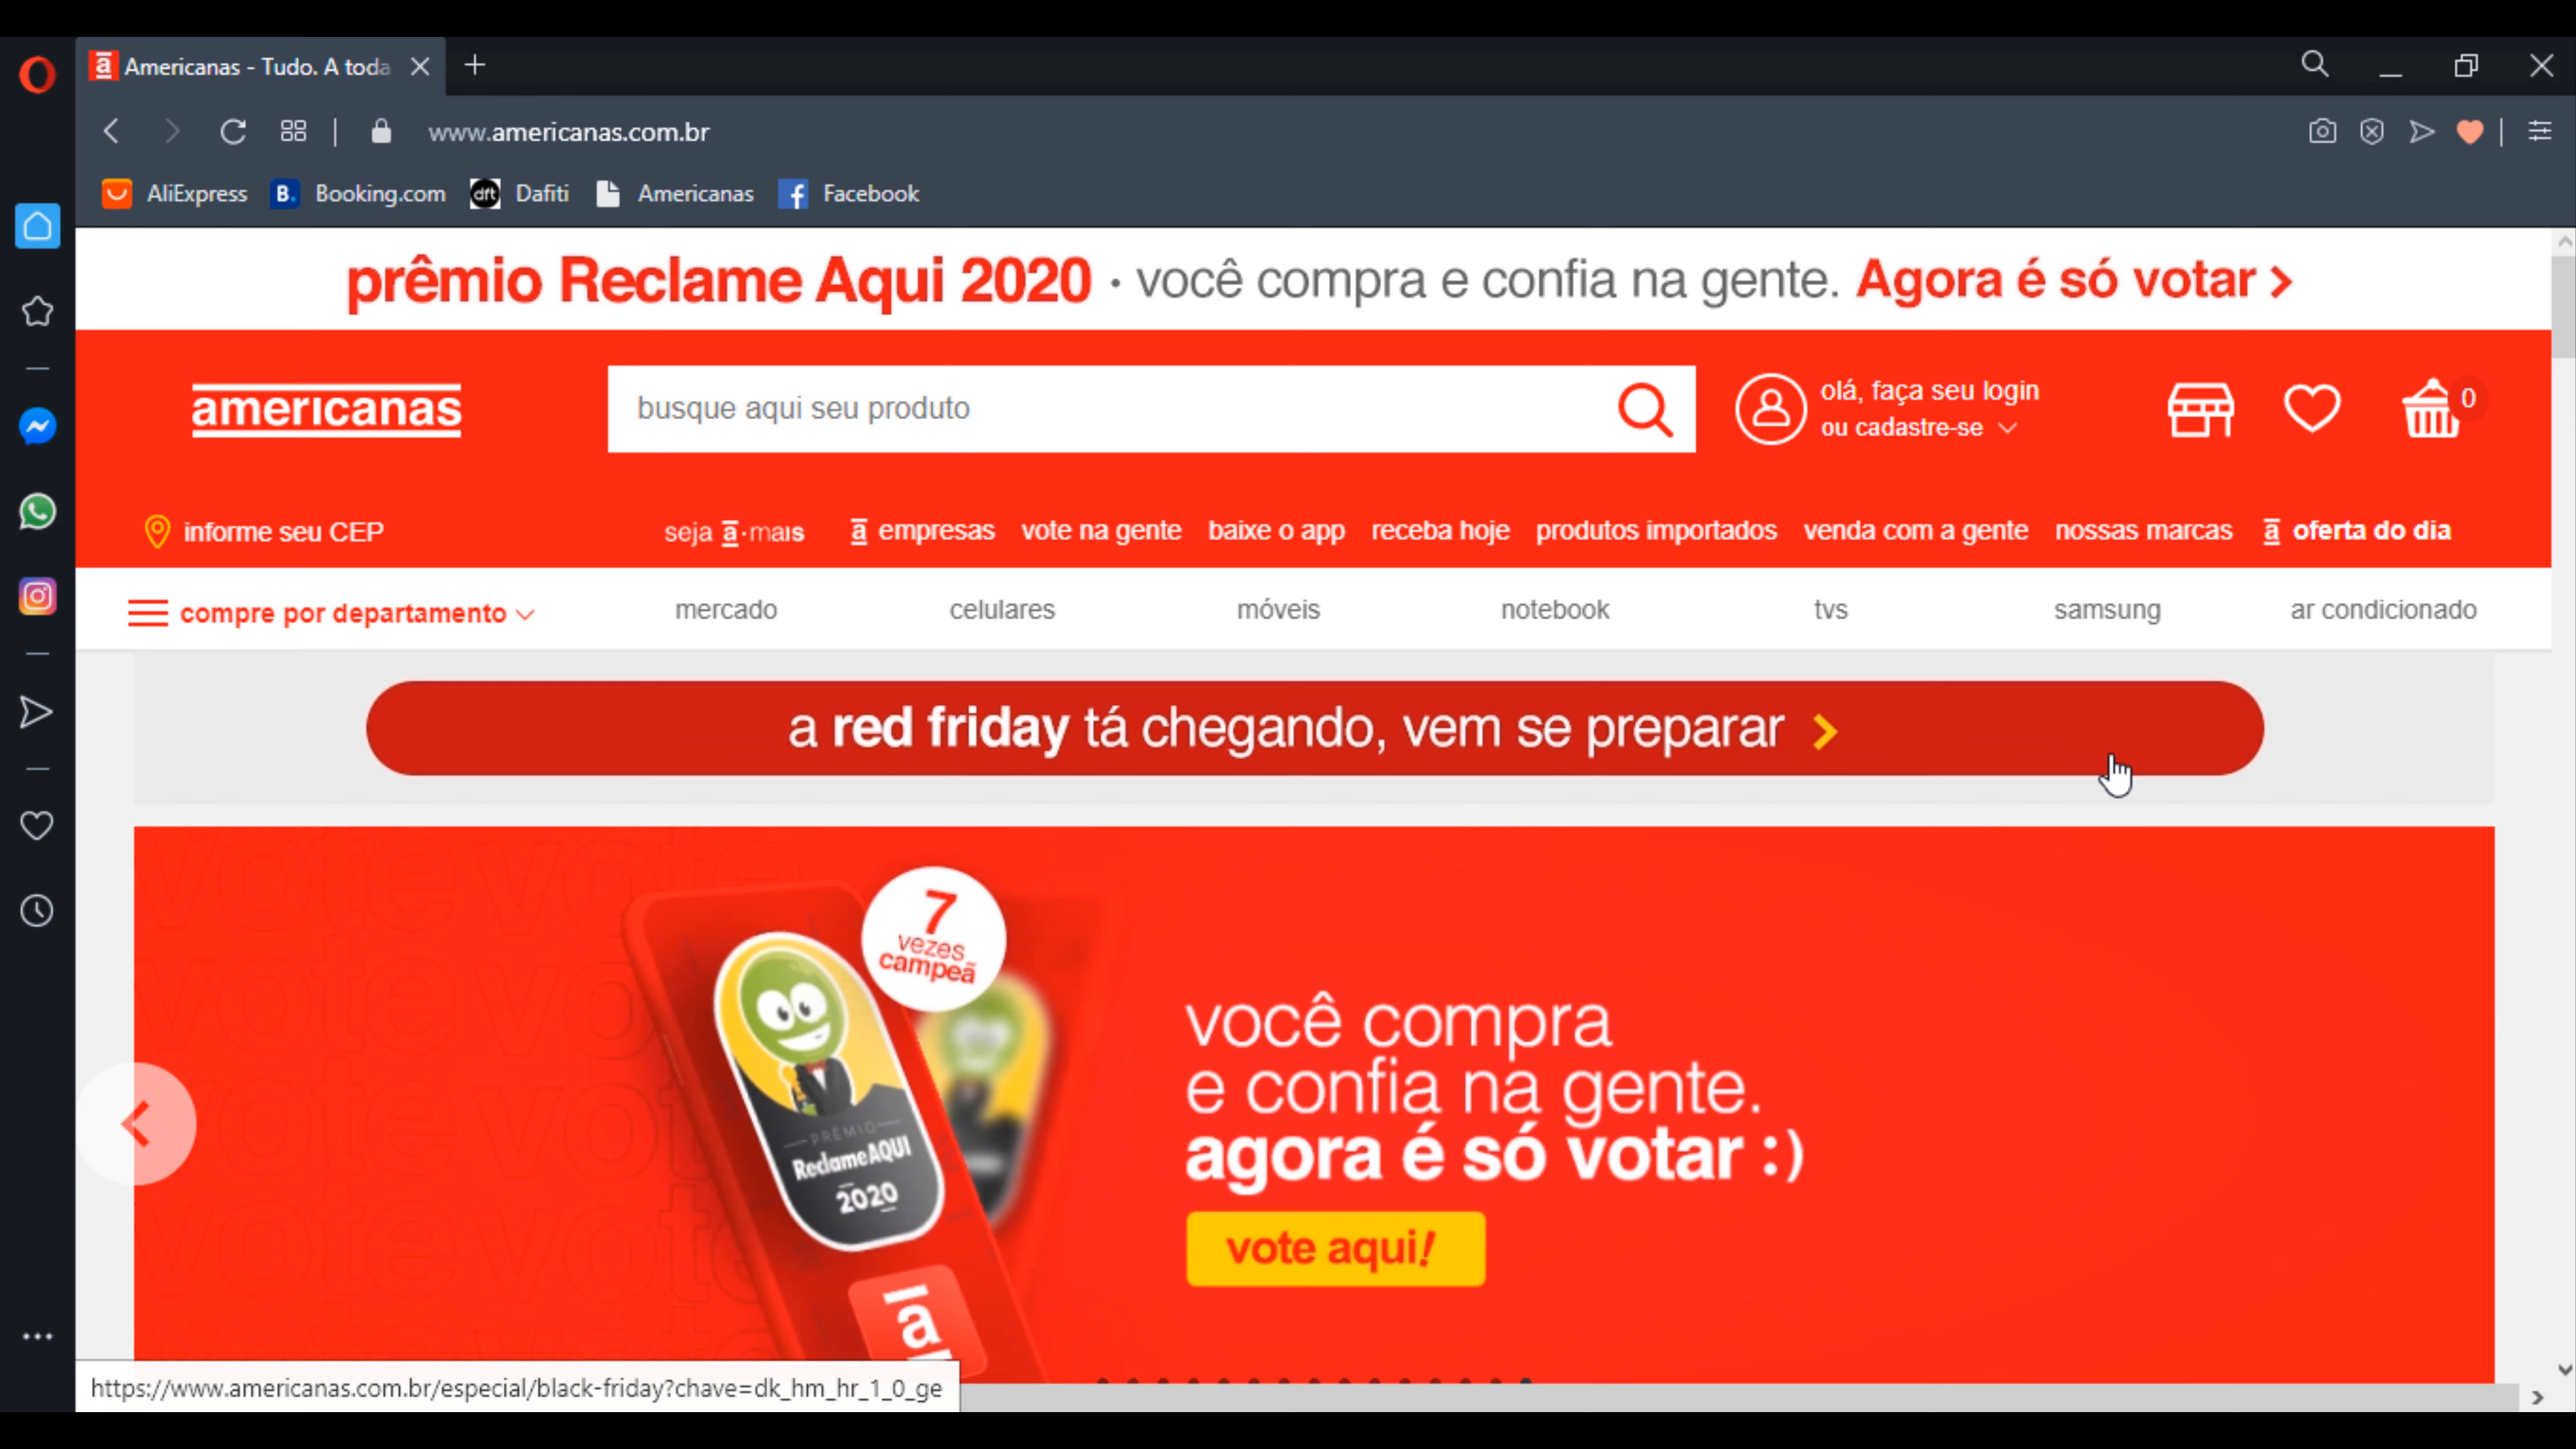 Americanas - Tudo. A toda
www.americanas.com.br
AliExpress Booking.com Dafiti Americanas Facebook
prêmio Reclame Aqui 2020 · você compra e confia na gente. Agora é só votar >
americanas
busque aqui seu produto
olá, faça seu login
ou cadastre-se
0
informe seu CEP
seja a·mais a empresas vote na gente baixe o app receba hoje produtos importados venda com a gente nossas marcas a oferta do dia
compre por departamento mercado celulares móveis notebook tvs samsung ar condicionado
a red friday tá chegando, vem se preparar >
vote vote
7
vezes
campeã
PRÊMIO
ReclameAQUI
2020
a
você compra
e confia na gente.
agora é só votar :)
vote aqui!
https://www.americanas.com.br/especial/black-friday?chave=dk_hm_hr_1_0_ge